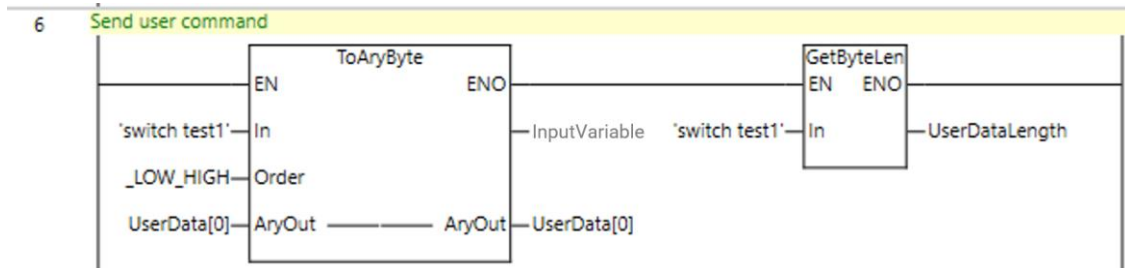 6 Send user command
ToAryByte GetByteLen
EN ENO EN ENO
'switch test1' In InputVariable 'switch test1' In UserDataLength
_LOW_HIGH Order
UserData[0] AryOut AryOut UserData[0]